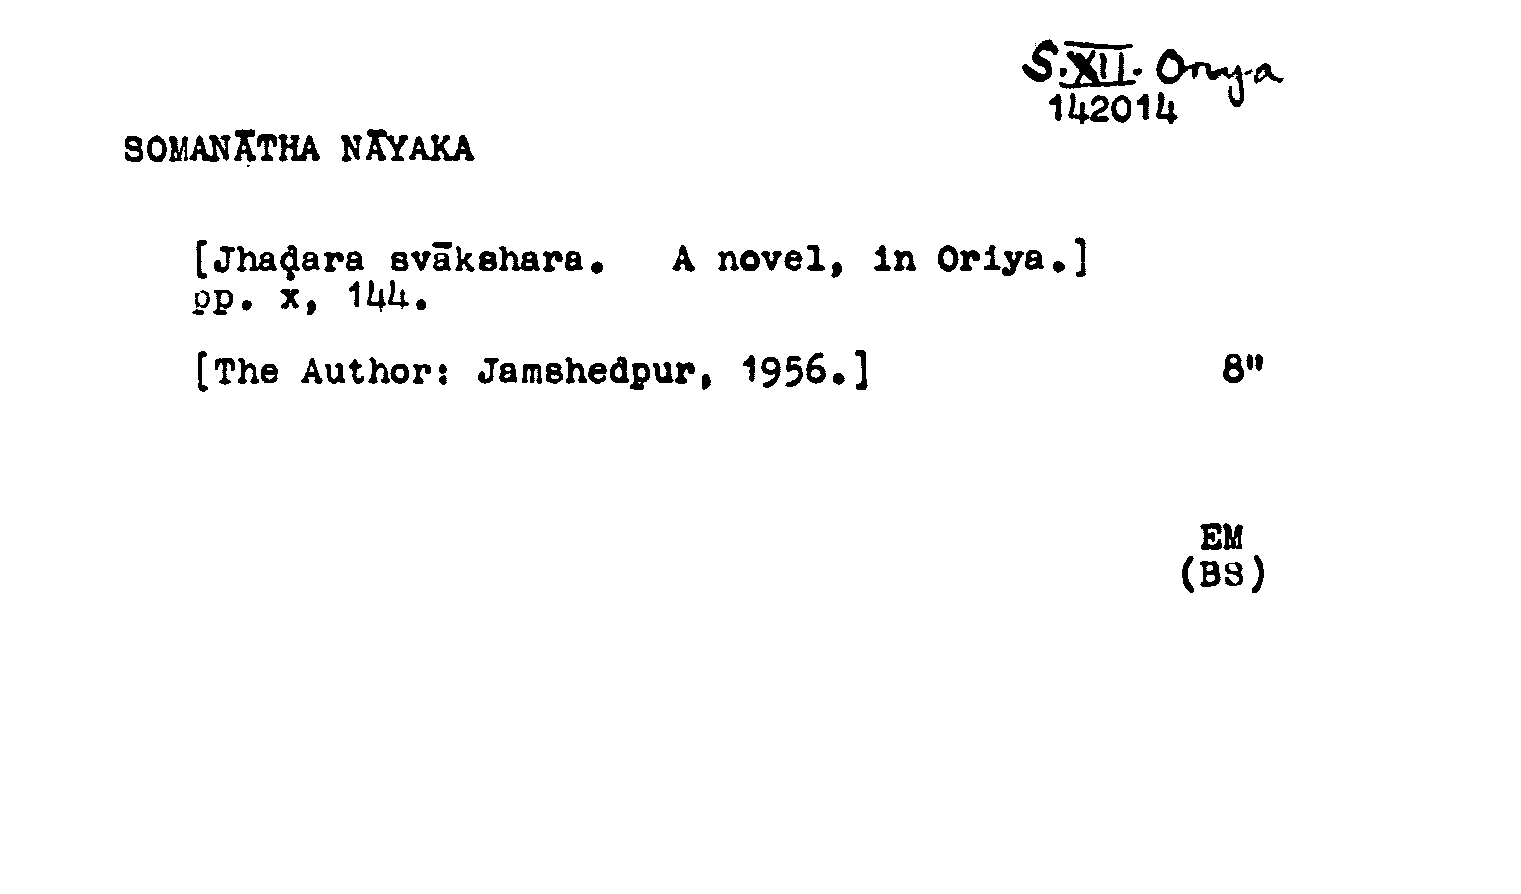 S.XII. Oriya
142014
SOMANĀTHA NĀYAKA
[Jhaḍara svākshara. A novel, in Oriya.]
pp. x, 144.
[The Author: Jamshedpur, 1956.] 8"
EM
(BS)